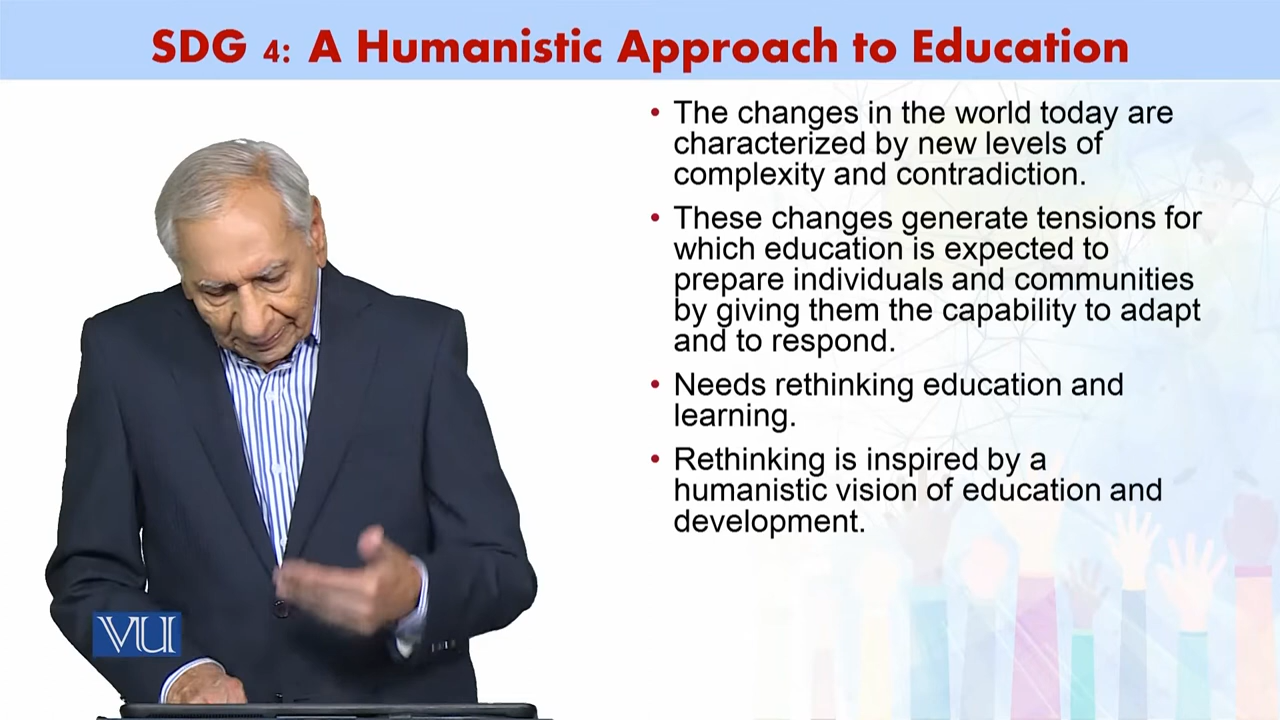 SDG 4: A Humanistic Approach to Education
• The changes in the world today are
characterized by new levels of
complexity and contradiction.
• These changes generate tensions for
which education is expected to
prepare individuals and communities
by giving them the capability to adapt
and to respond.
• Needs rethinking education and
learning.
• Rethinking is inspired by a
humanistic vision of education and
development.
VU